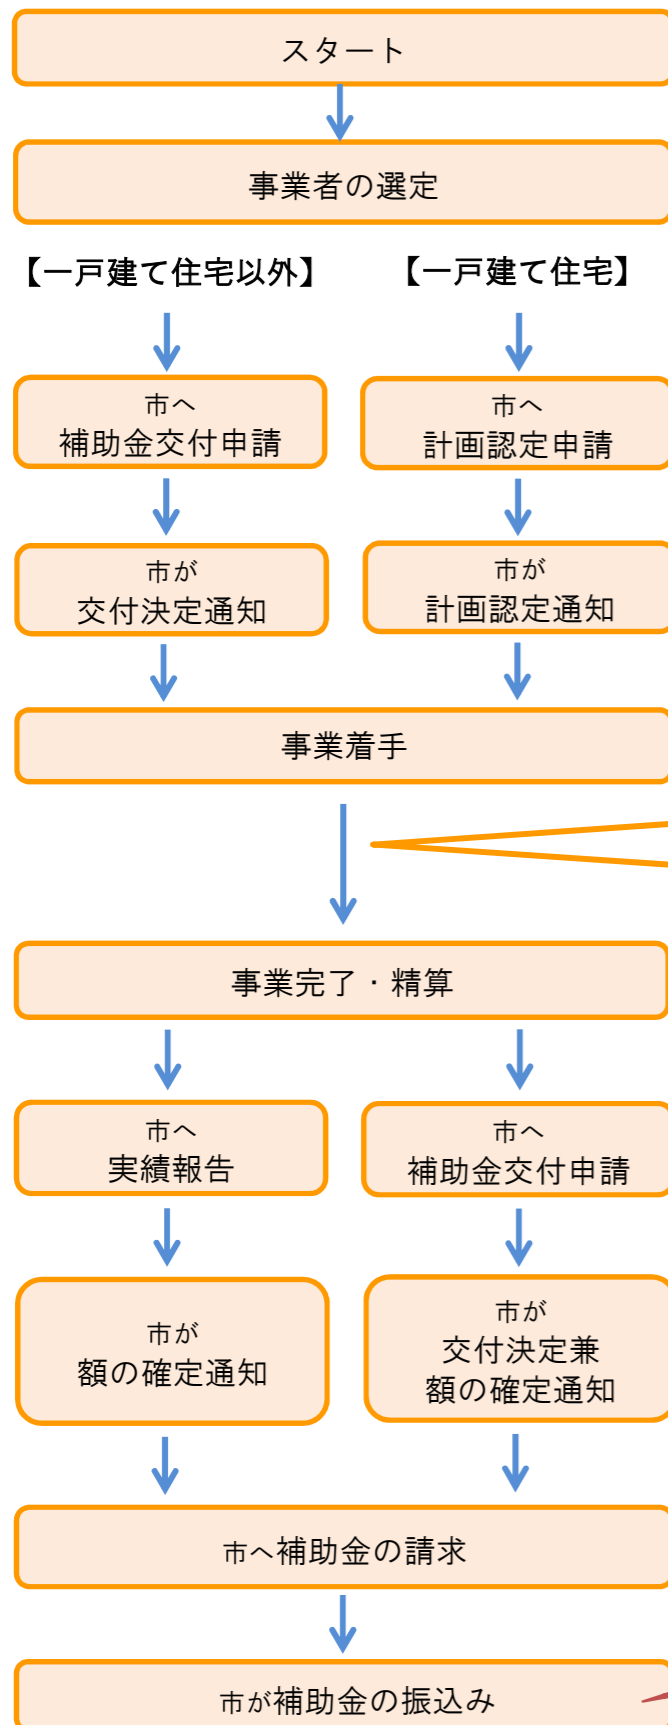 スタート
事業者の選定
【一戸建て住宅以外】
【一戸建て住宅】
市へ
補助金交付申請
市へ
計画認定申請
市が
交付決定通知
市が
計画認定通知
事業着手
事業完了・精算
市へ
実績報告
市へ
補助金交付申請
市が
額の確定通知
市が
交付決定兼
額の確定通知
市へ補助金の請求
市が補助金の振込み